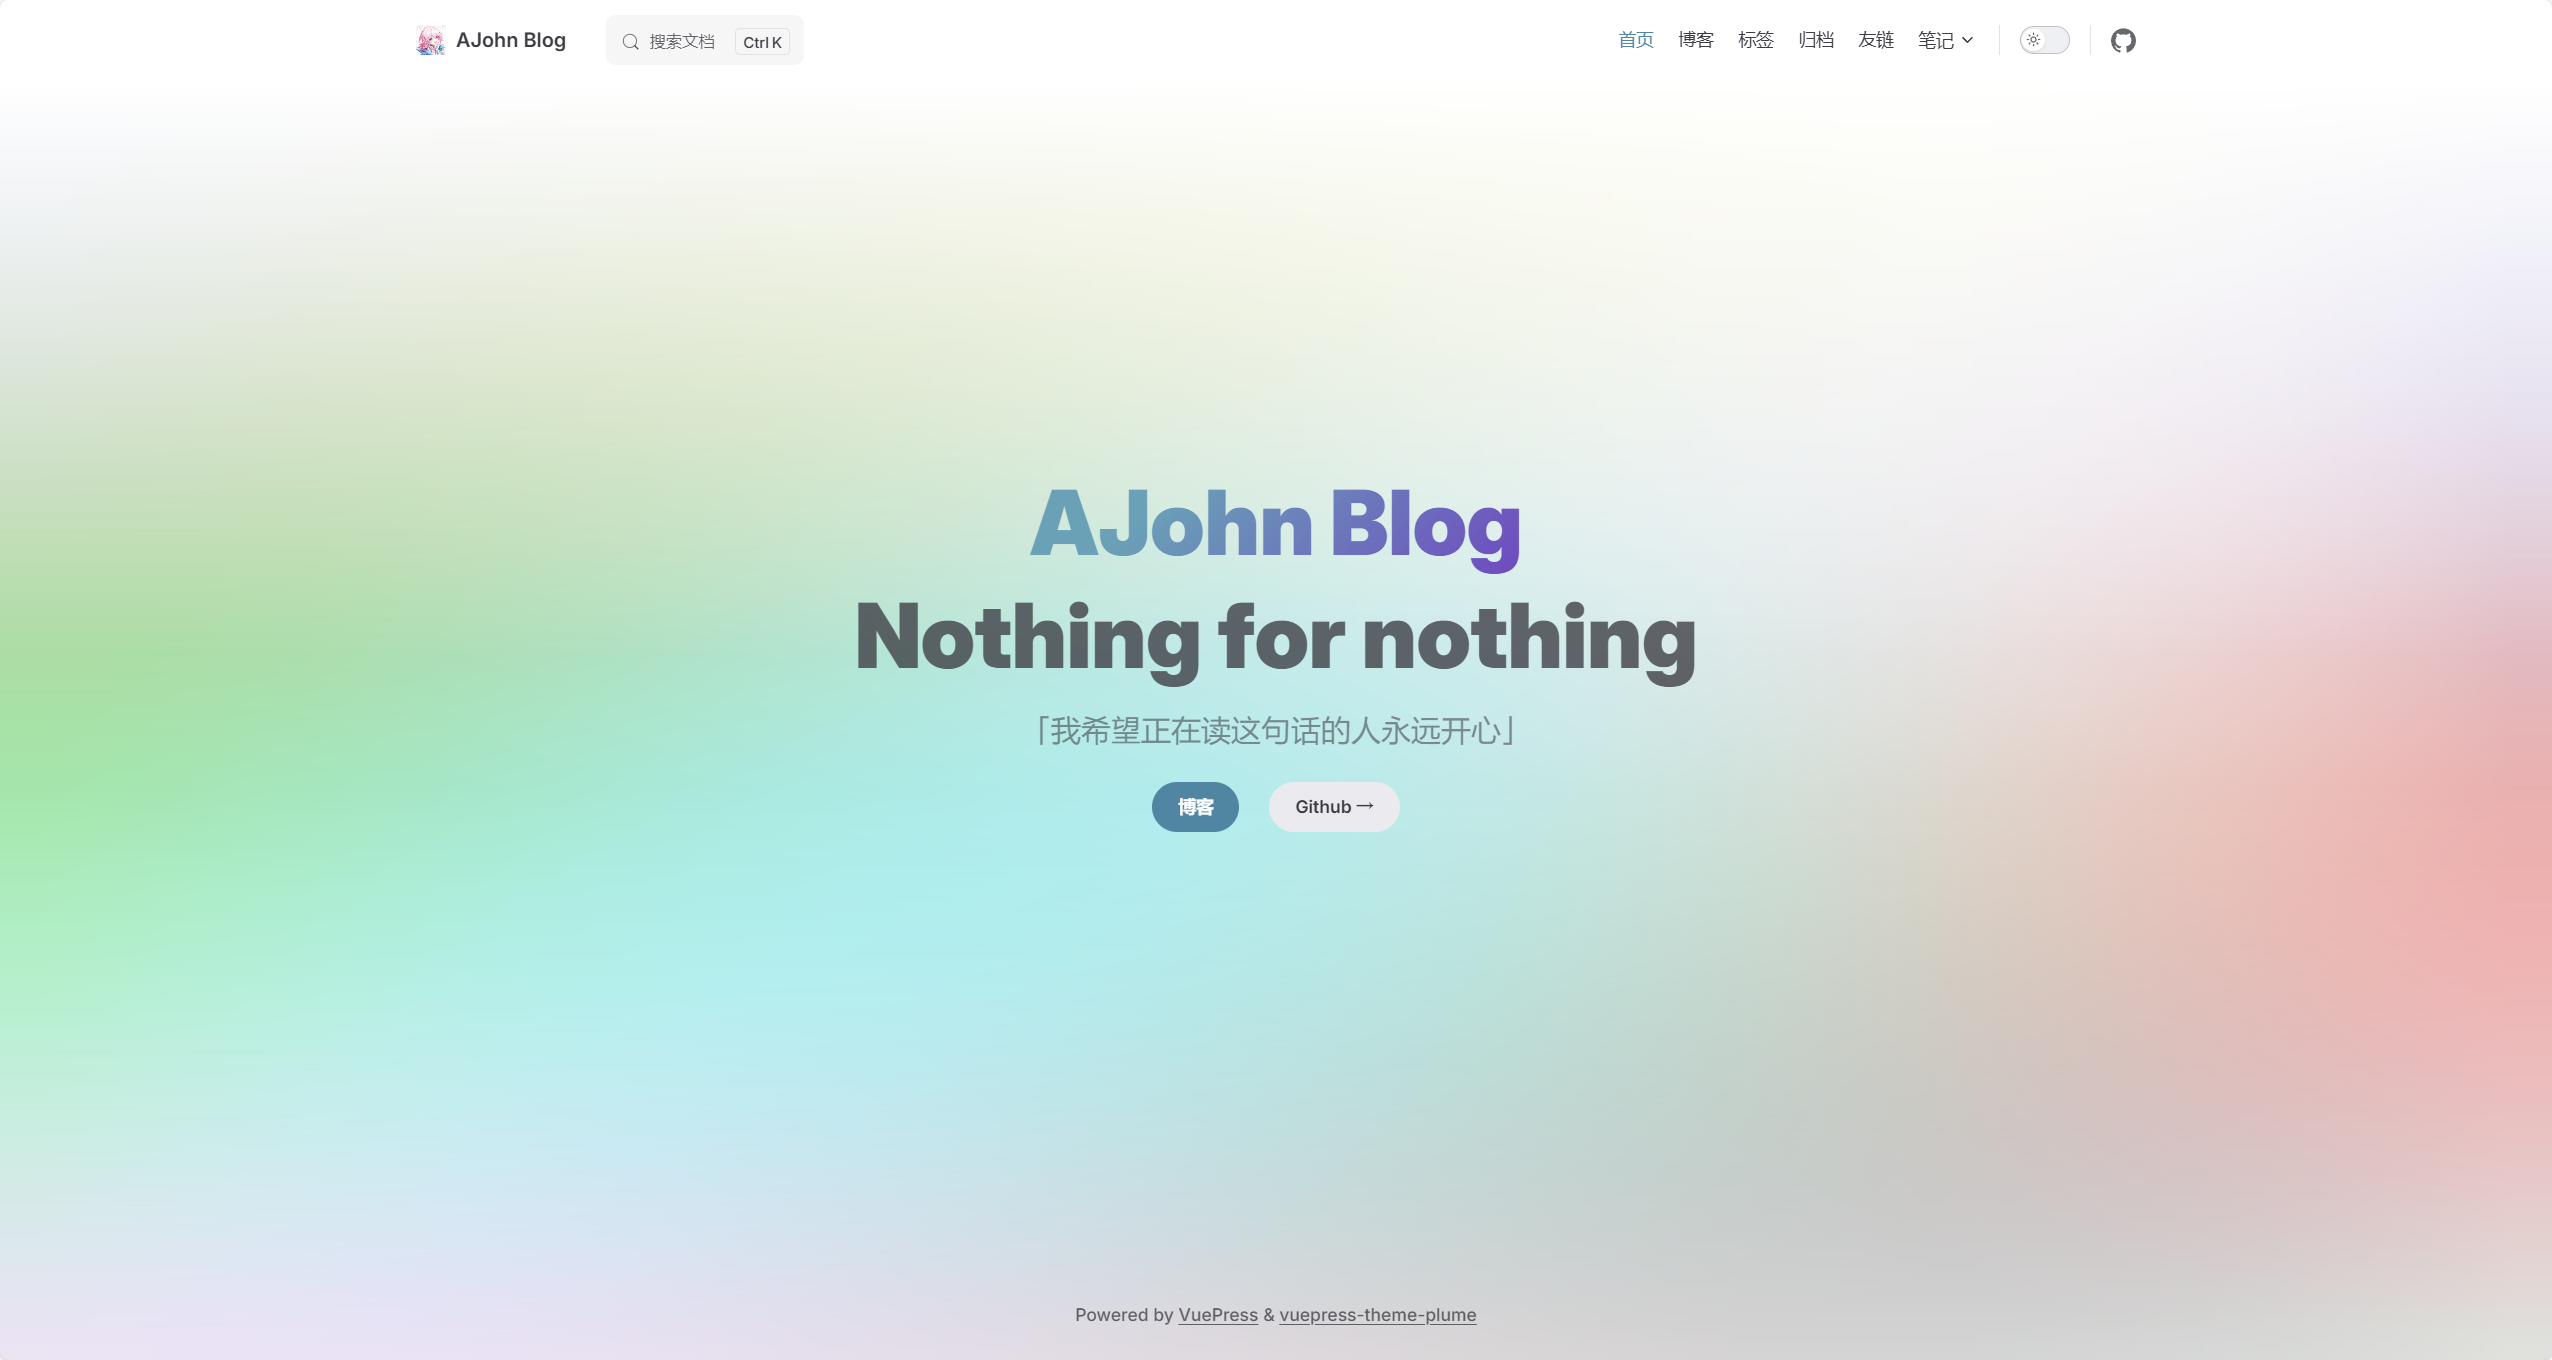 AJohn Blog 搜索文档 Ctrl K 首页 博客 标签 归档 友链 笔记
AJohn Blog
Nothing for nothing
「我希望正在读这句话的人永远开心」
博客 Github →
Powered by VuePress & vuepress-theme-plume